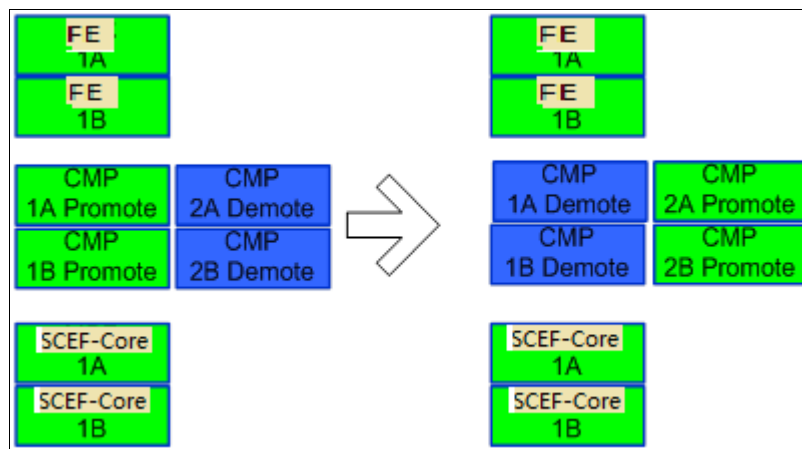 FE
1A
FE
1B
CMP
1A Promote
CMP
2A Demote
CMP
1B Promote
CMP
2B Demote
SCEF-Core
1A
SCEF-Core
1B
FE
1A
FE
1B
CMP
1A Demote
CMP
2A Promote
CMP
1B Demote
CMP
2B Promote
SCEF-Core
1A
SCEF-Core
1B